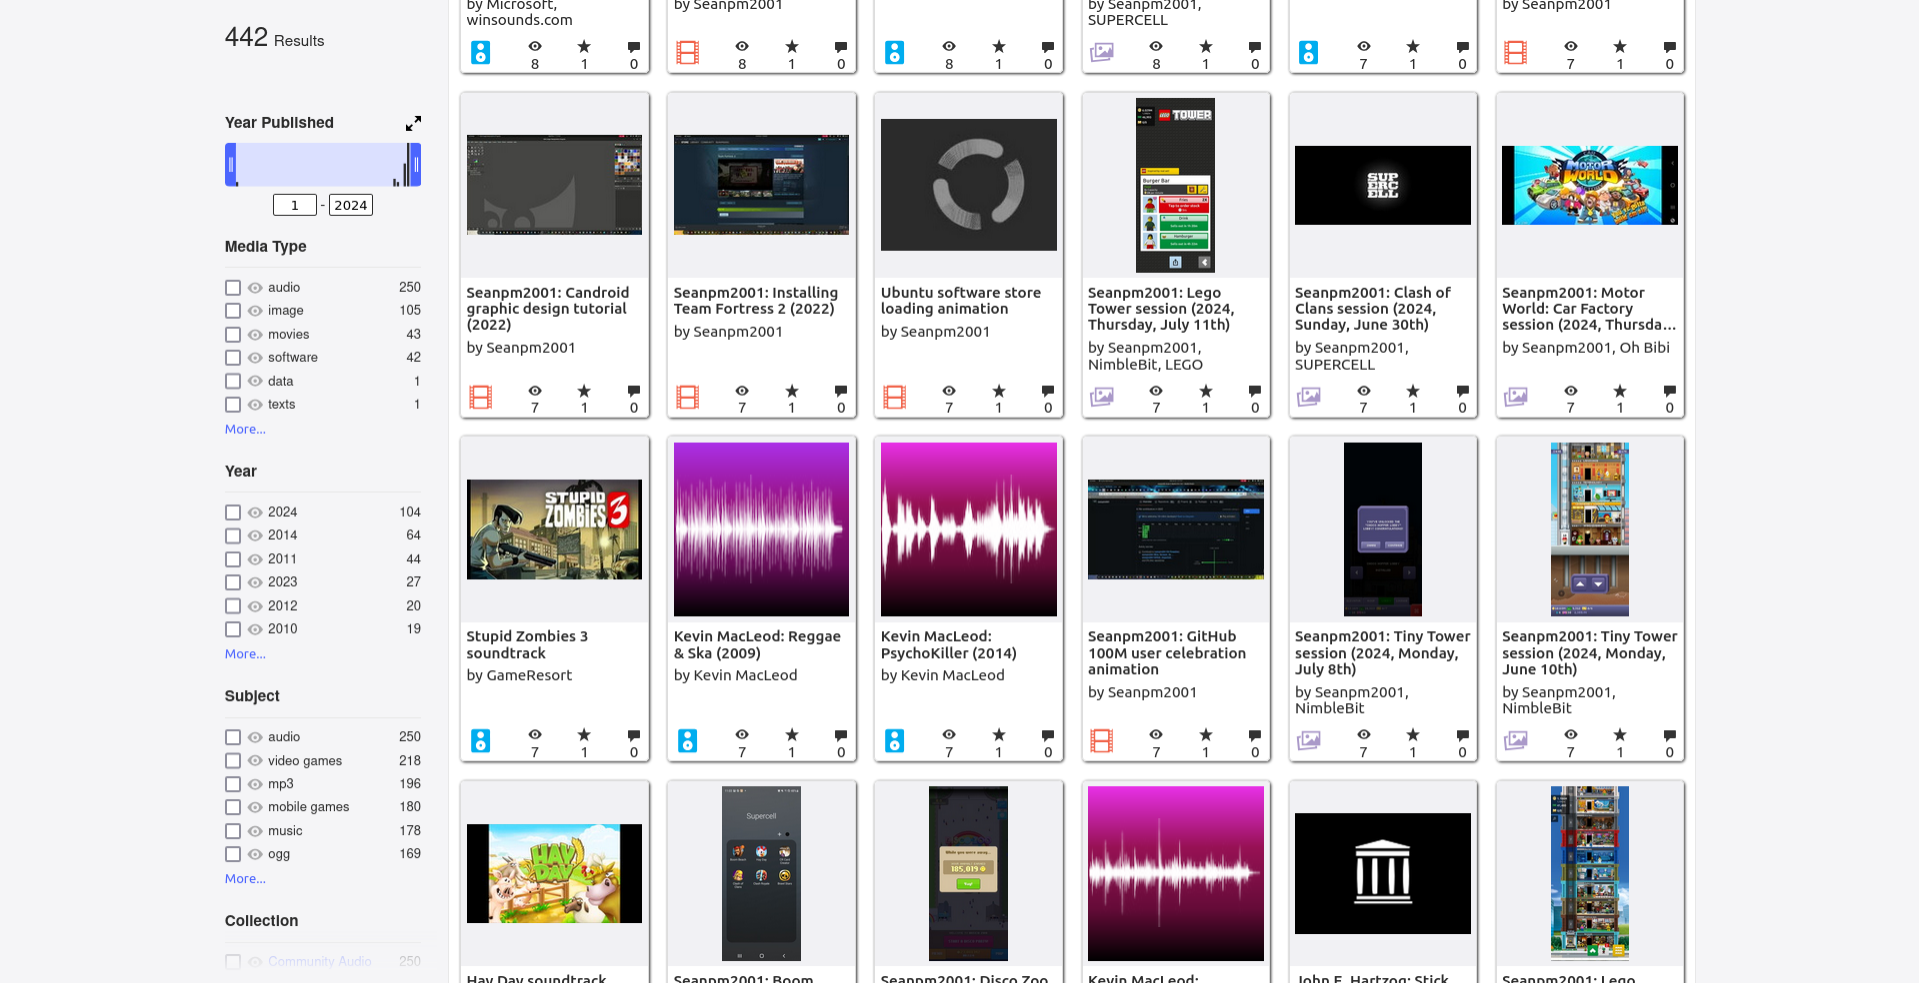 442 Results
Year Published
1 - 2024
Media Type
audio 250
image 105
movies 43
software 42
data 1
texts 1
More...
Year
2024 104
2014 64
2011 44
2023 27
2012 20
2010 19
More...
Subject
audio 250
video games 218
mp3 196
mobile games 180
music 178
ogg 169
More...
Collection
Community Audio 250
by Microsoft,
winsounds.com
8 1 0
by Seanpm2001
8 1 0
8 1 0
by Seanpm2001,
SUPERCELL
8 1 0
7 1 0
by Seanpm2001
7 1 0
Seanpm2001: Candroid
graphic design tutorial
(2022)
by Seanpm2001
7 1 0
Seanpm2001: Installing
Team Fortress 2 (2022)
by Seanpm2001
7 1 0
Ubuntu software store
loading animation
by Seanpm2001
7 1 0
LEGO TOWER
Burger Bar
Seanpm2001: Lego
Tower session (2024,
Thursday, July 11th)
by Seanpm2001,
NimbleBit, LEGO
7 1 0
SUP
ERC
ELL
Seanpm2001: Clash of
Clans session (2024,
Sunday, June 30th)
by Seanpm2001,
SUPERCELL
7 1 0
MOTOR
WORLD
Seanpm2001: Motor
World: Car Factory
session (2024, Thursda...
by Seanpm2001, Oh Bibi
7 1 0
STUPID
ZOMBIES 3
Stupid Zombies 3
soundtrack
by GameResort
7 1 0
Kevin MacLeod: Reggae
& Ska (2009)
by Kevin MacLeod
7 1 0
Kevin MacLeod:
PsychoKiller (2014)
by Kevin MacLeod
7 1 0
Seanpm2001: GitHub
100M user celebration
animation
by Seanpm2001
7 1 0
Seanpm2001: Tiny Tower
session (2024, Monday,
July 8th)
by Seanpm2001,
NimbleBit
7 1 0
Seanpm2001: Tiny Tower
session (2024, Monday,
June 10th)
by Seanpm2001,
NimbleBit
7 1 0
HAY
DAY
Hay Day soundtrack
Supercell
Seanpm2001: Boom
While you were away...
185,019
Seanpm2001: Disco Zoo
Kevin MacLeod:
John E. Hartzog: Stick
Seanpm2001: Lego